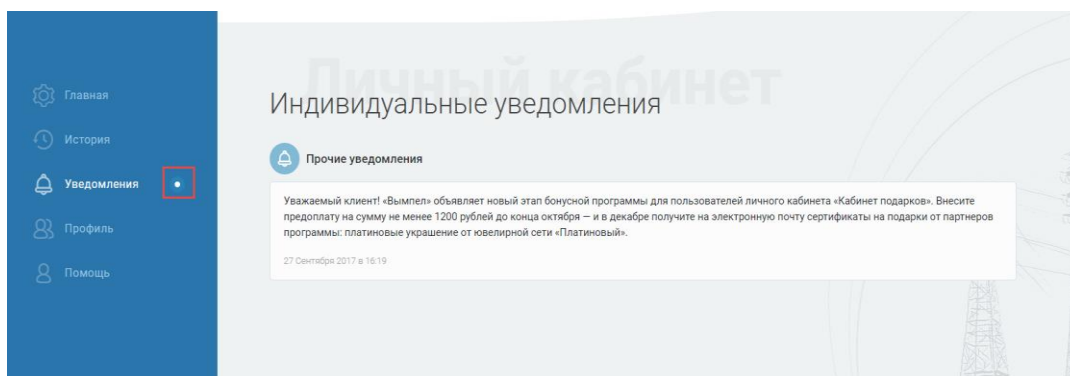 Личный кабинет
Главная
История
Уведомления
Профиль
Помощь
Индивидуальные уведомления
Прочие уведомления
Уважаемый клиент! «Вымпел» объявляет новый этап бонусной программы для пользователей личного кабинета «Кабинет подарков». Внесите
предоплату на сумму не менее 1200 рублей до конца октября — и в декабре получите на электронную почту сертификаты на подарки от партнеров
программы: платиновые украшение от ювелирной сети «Платиновый».
27 Сентября 2017 в 16:19